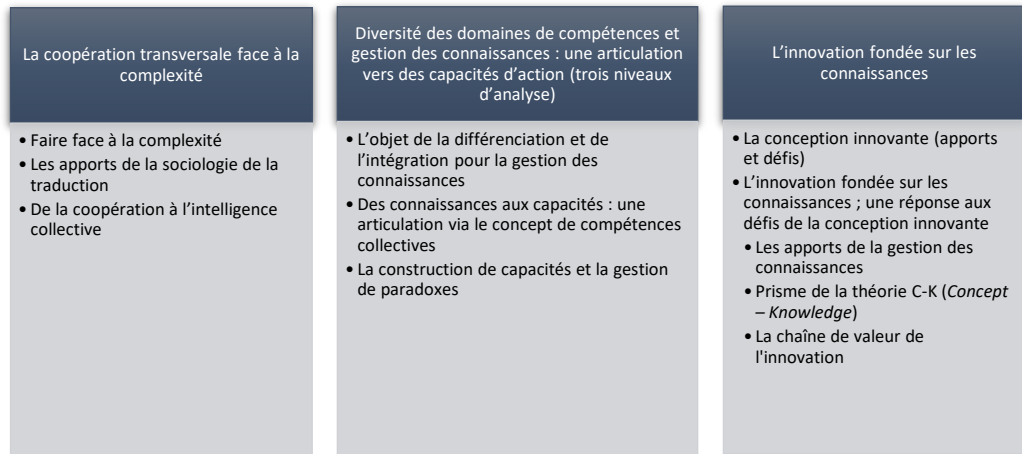 La coopération transversale face à la
complexité
• Faire face à la complexité
• Les apports de la sociologie de la
traduction
• De la coopération à l’intelligence
collective
Diversité des domaines de compétences et
gestion des connaissances : une articulation
vers des capacités d’action (trois niveaux
d’analyse)
• L’objet de la différenciation et de
l’intégration pour la gestion des
connaissances
• Des connaissances aux capacités : une
articulation via le concept de compétences
collectives
• La construction de capacités et la gestion
de paradoxes
L’innovation fondée sur les
connaissances
• La conception innovante (apports
et défis)
• L’innovation fondée sur les
connaissances ; une réponse aux
défis de la conception innovante
• Les apports de la gestion des
connaissances
• Prisme de la théorie C-K (Concept
– Knowledge)
• La chaîne de valeur de
l'innovation